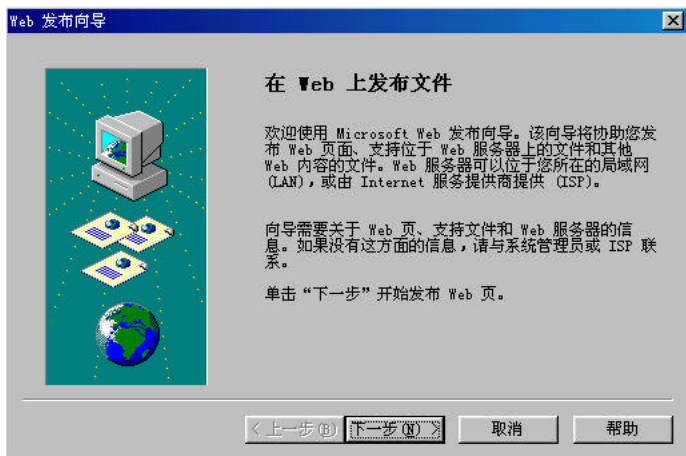 Web 发布向导
在 Web 上发布文件
欢迎使用 Microsoft Web 发布向导。该向导将协助您发
布 Web 页面、支持位于 Web 服务器上的文件和其他
Web 内容的文件。Web 服务器可以位于您所在的局域网
(LAN)，或由 Internet 服务提供商提供 (ISP)。
向导需要关于 Web 页、支持文件和 Web 服务器的信
息。如果没有这方面的信息，请与系统管理员或 ISP 联
系。
单击“下一步”开始发布 Web 页。
< 上一步(B) 下一步(N) > 取消 帮助